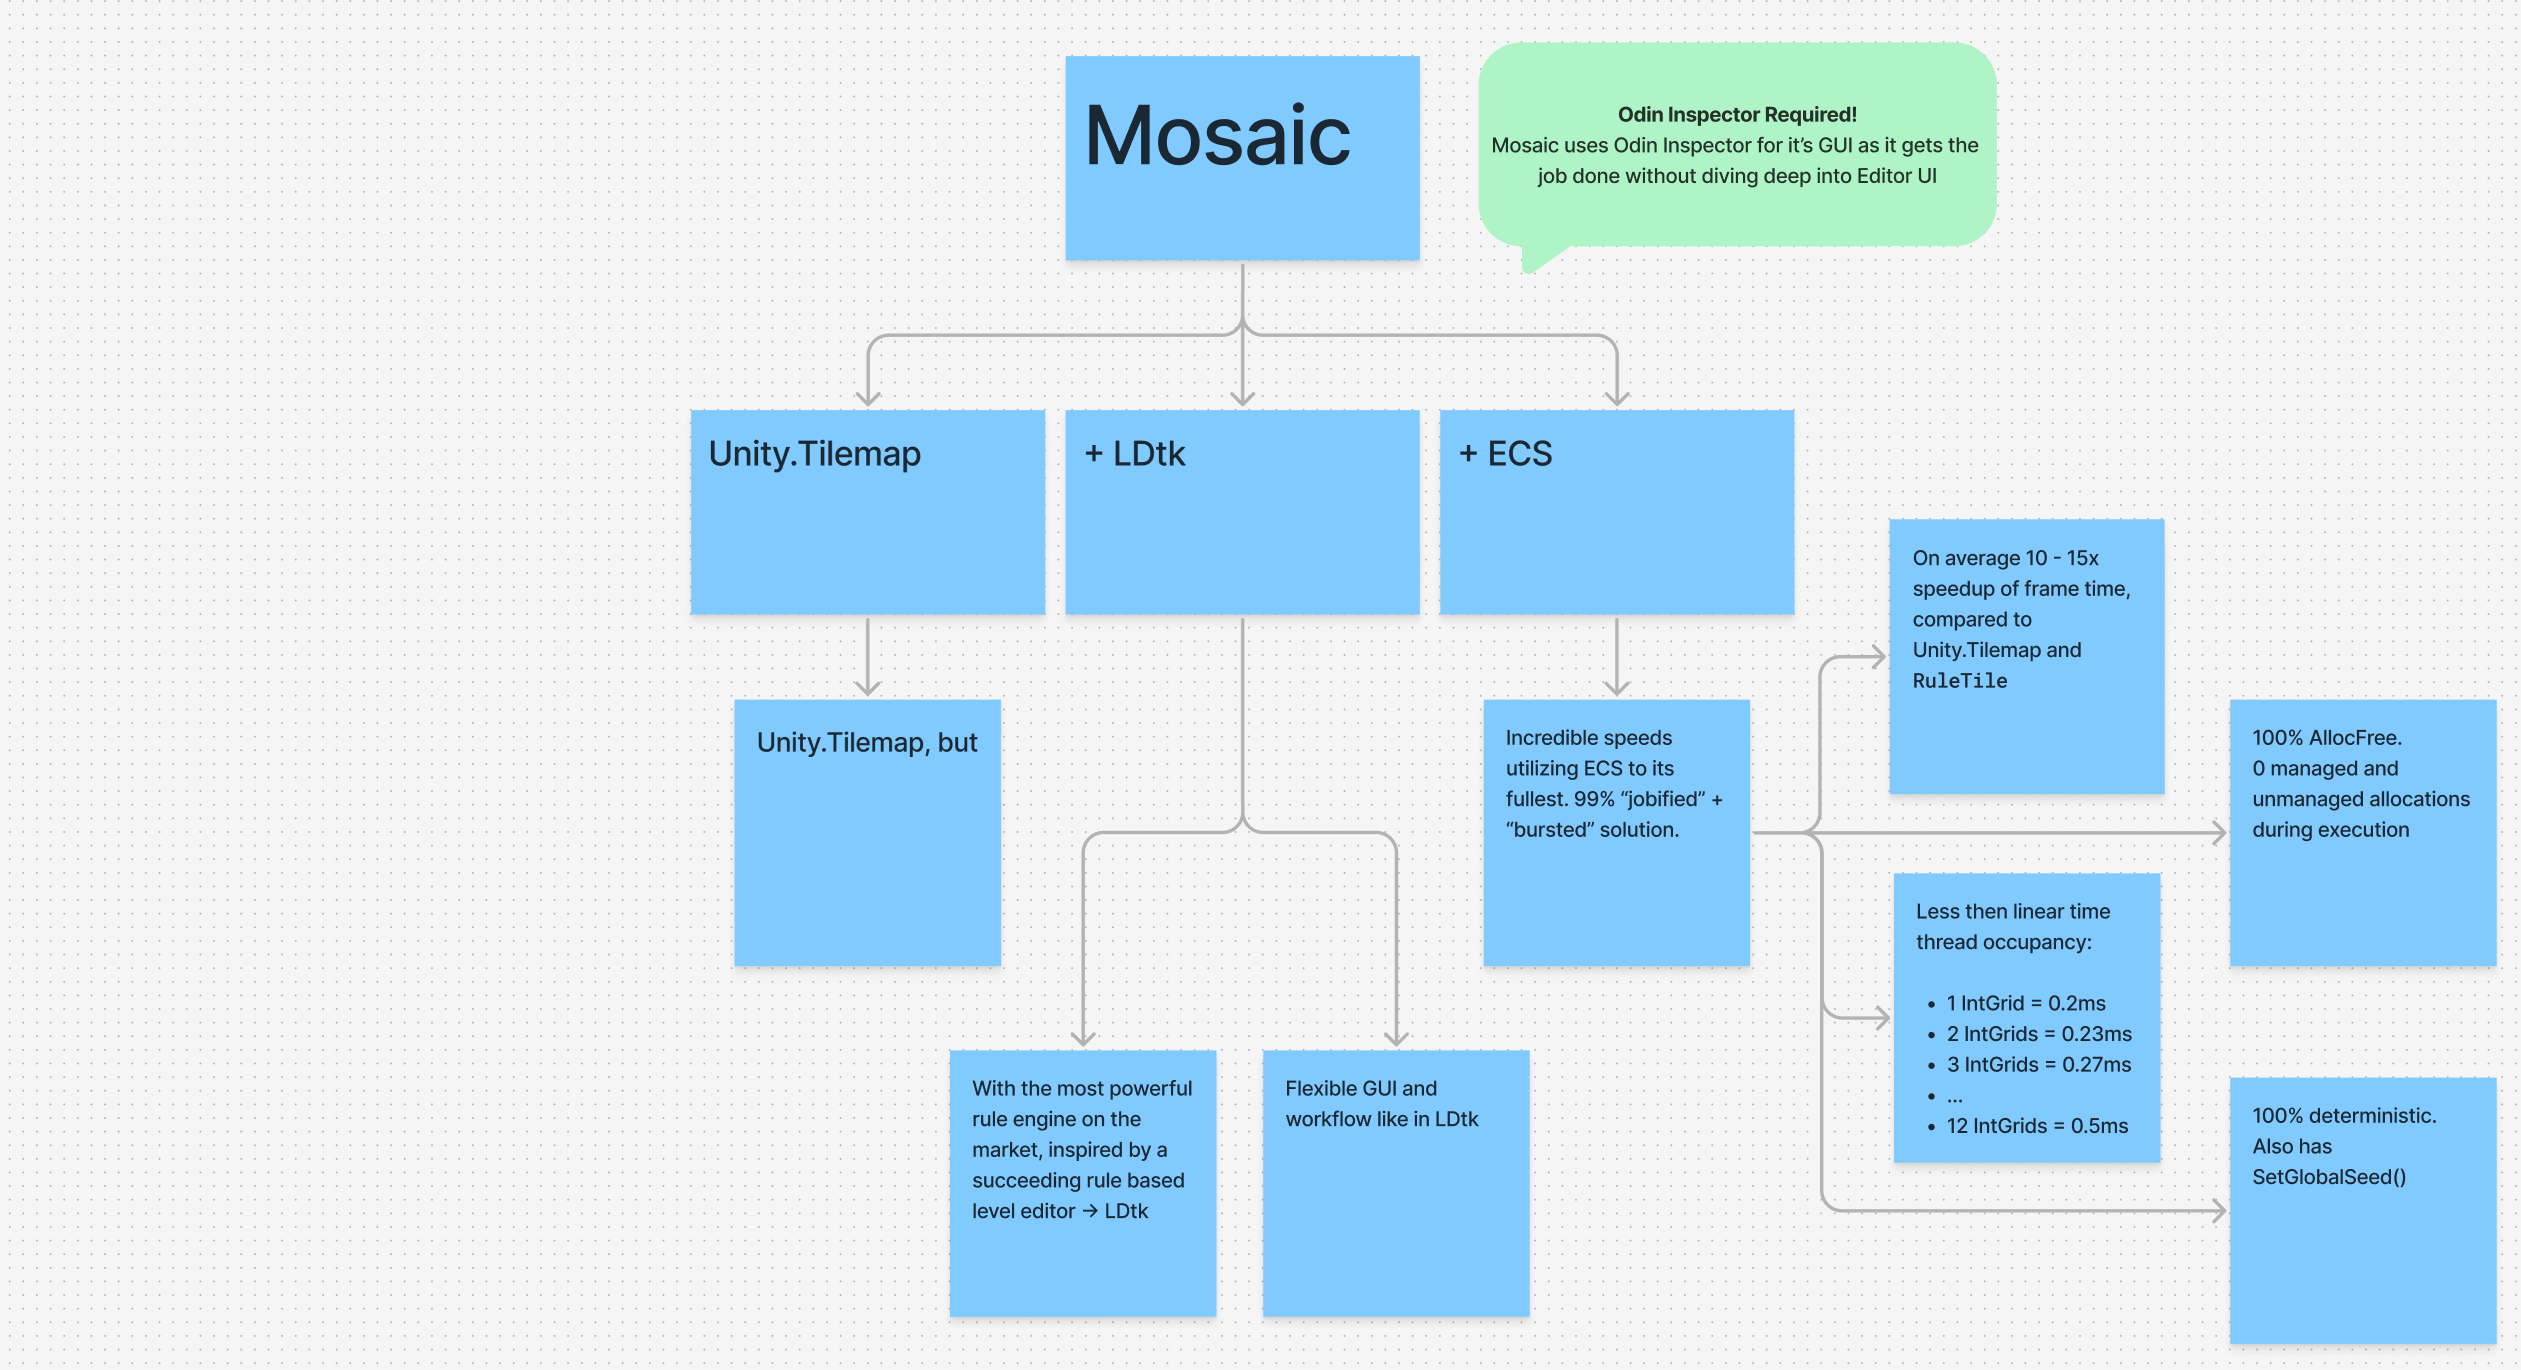 Mosaic
Odin Inspector Required!
Mosaic uses Odin Inspector for it’s GUI as it gets the
job done without diving deep into Editor UI
Unity.Tilemap
+ LDtk
+ ECS
Unity.Tilemap, but
With the most powerful
rule engine on the
market, inspired by a
succeeding rule based
level editor → LDtk
Flexible GUI and
workflow like in LDtk
Incredible speeds
utilizing ECS to its
fullest. 99% “jobified” +
“bursted” solution.
On average 10 - 15x
speedup of frame time,
compared to
Unity.Tilemap and
RuleTile
100% AllocFree.
0 managed and
unmanaged allocations
during execution
Less then linear time
thread occupancy:
• 1 IntGrid = 0.2ms
• 2 IntGrids = 0.23ms
• 3 IntGrids = 0.27ms
• ...
• 12 IntGrids = 0.5ms
100% deterministic.
Also has
SetGlobalSeed()